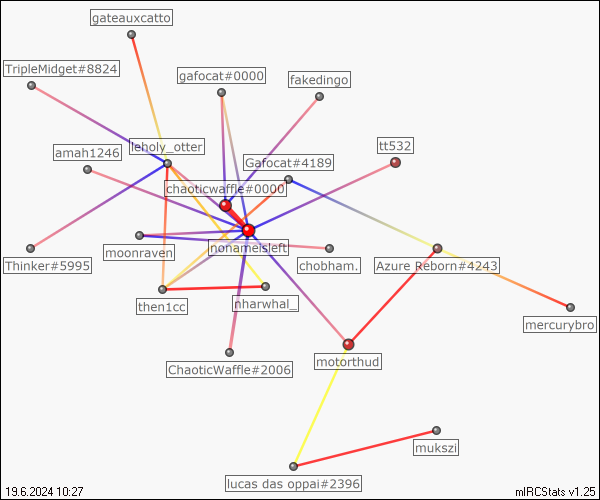 gateauxcatto
TripleMidget#8824
gafocat#0000
fakedingo
leholy_otter
tt532
amah1246
Gafocat#4189
chaoticwaffle#0000
nonameisleft
moonraven
Thinker#5995
chobham.
Azure Reborn#4243
then1cc
nharwhal_
mercurybro
ChaoticWaffle#2006
motorthud
mukszi
lucas das oppai#2396
19.6.2024 10:27
mIRCStats v1.25